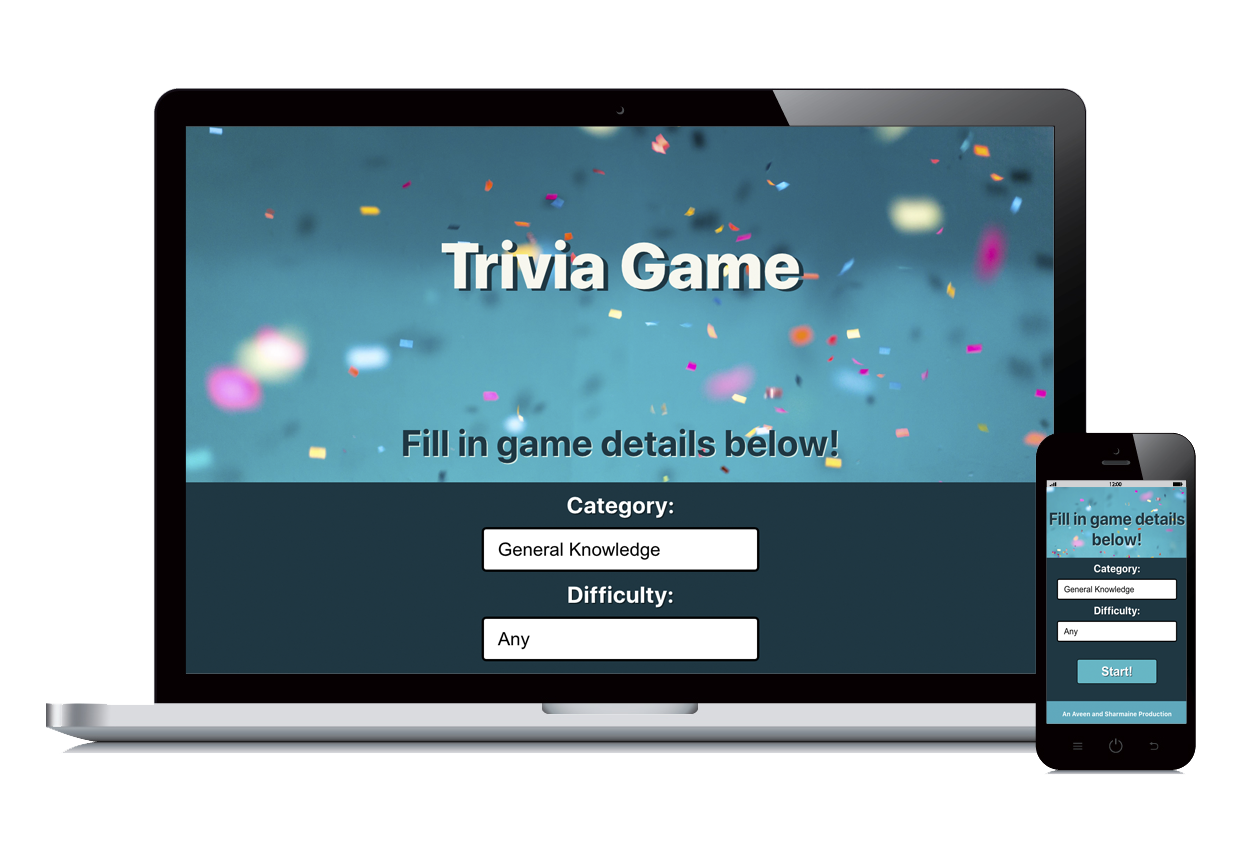 Trivia Game
Fill in game details below!
Category:
General Knowledge
Difficulty:
Any
12:00
Fill in game details
below!
Category:
General Knowledge
Difficulty:
Any
Start!
An Aveen and Sharmaine Production